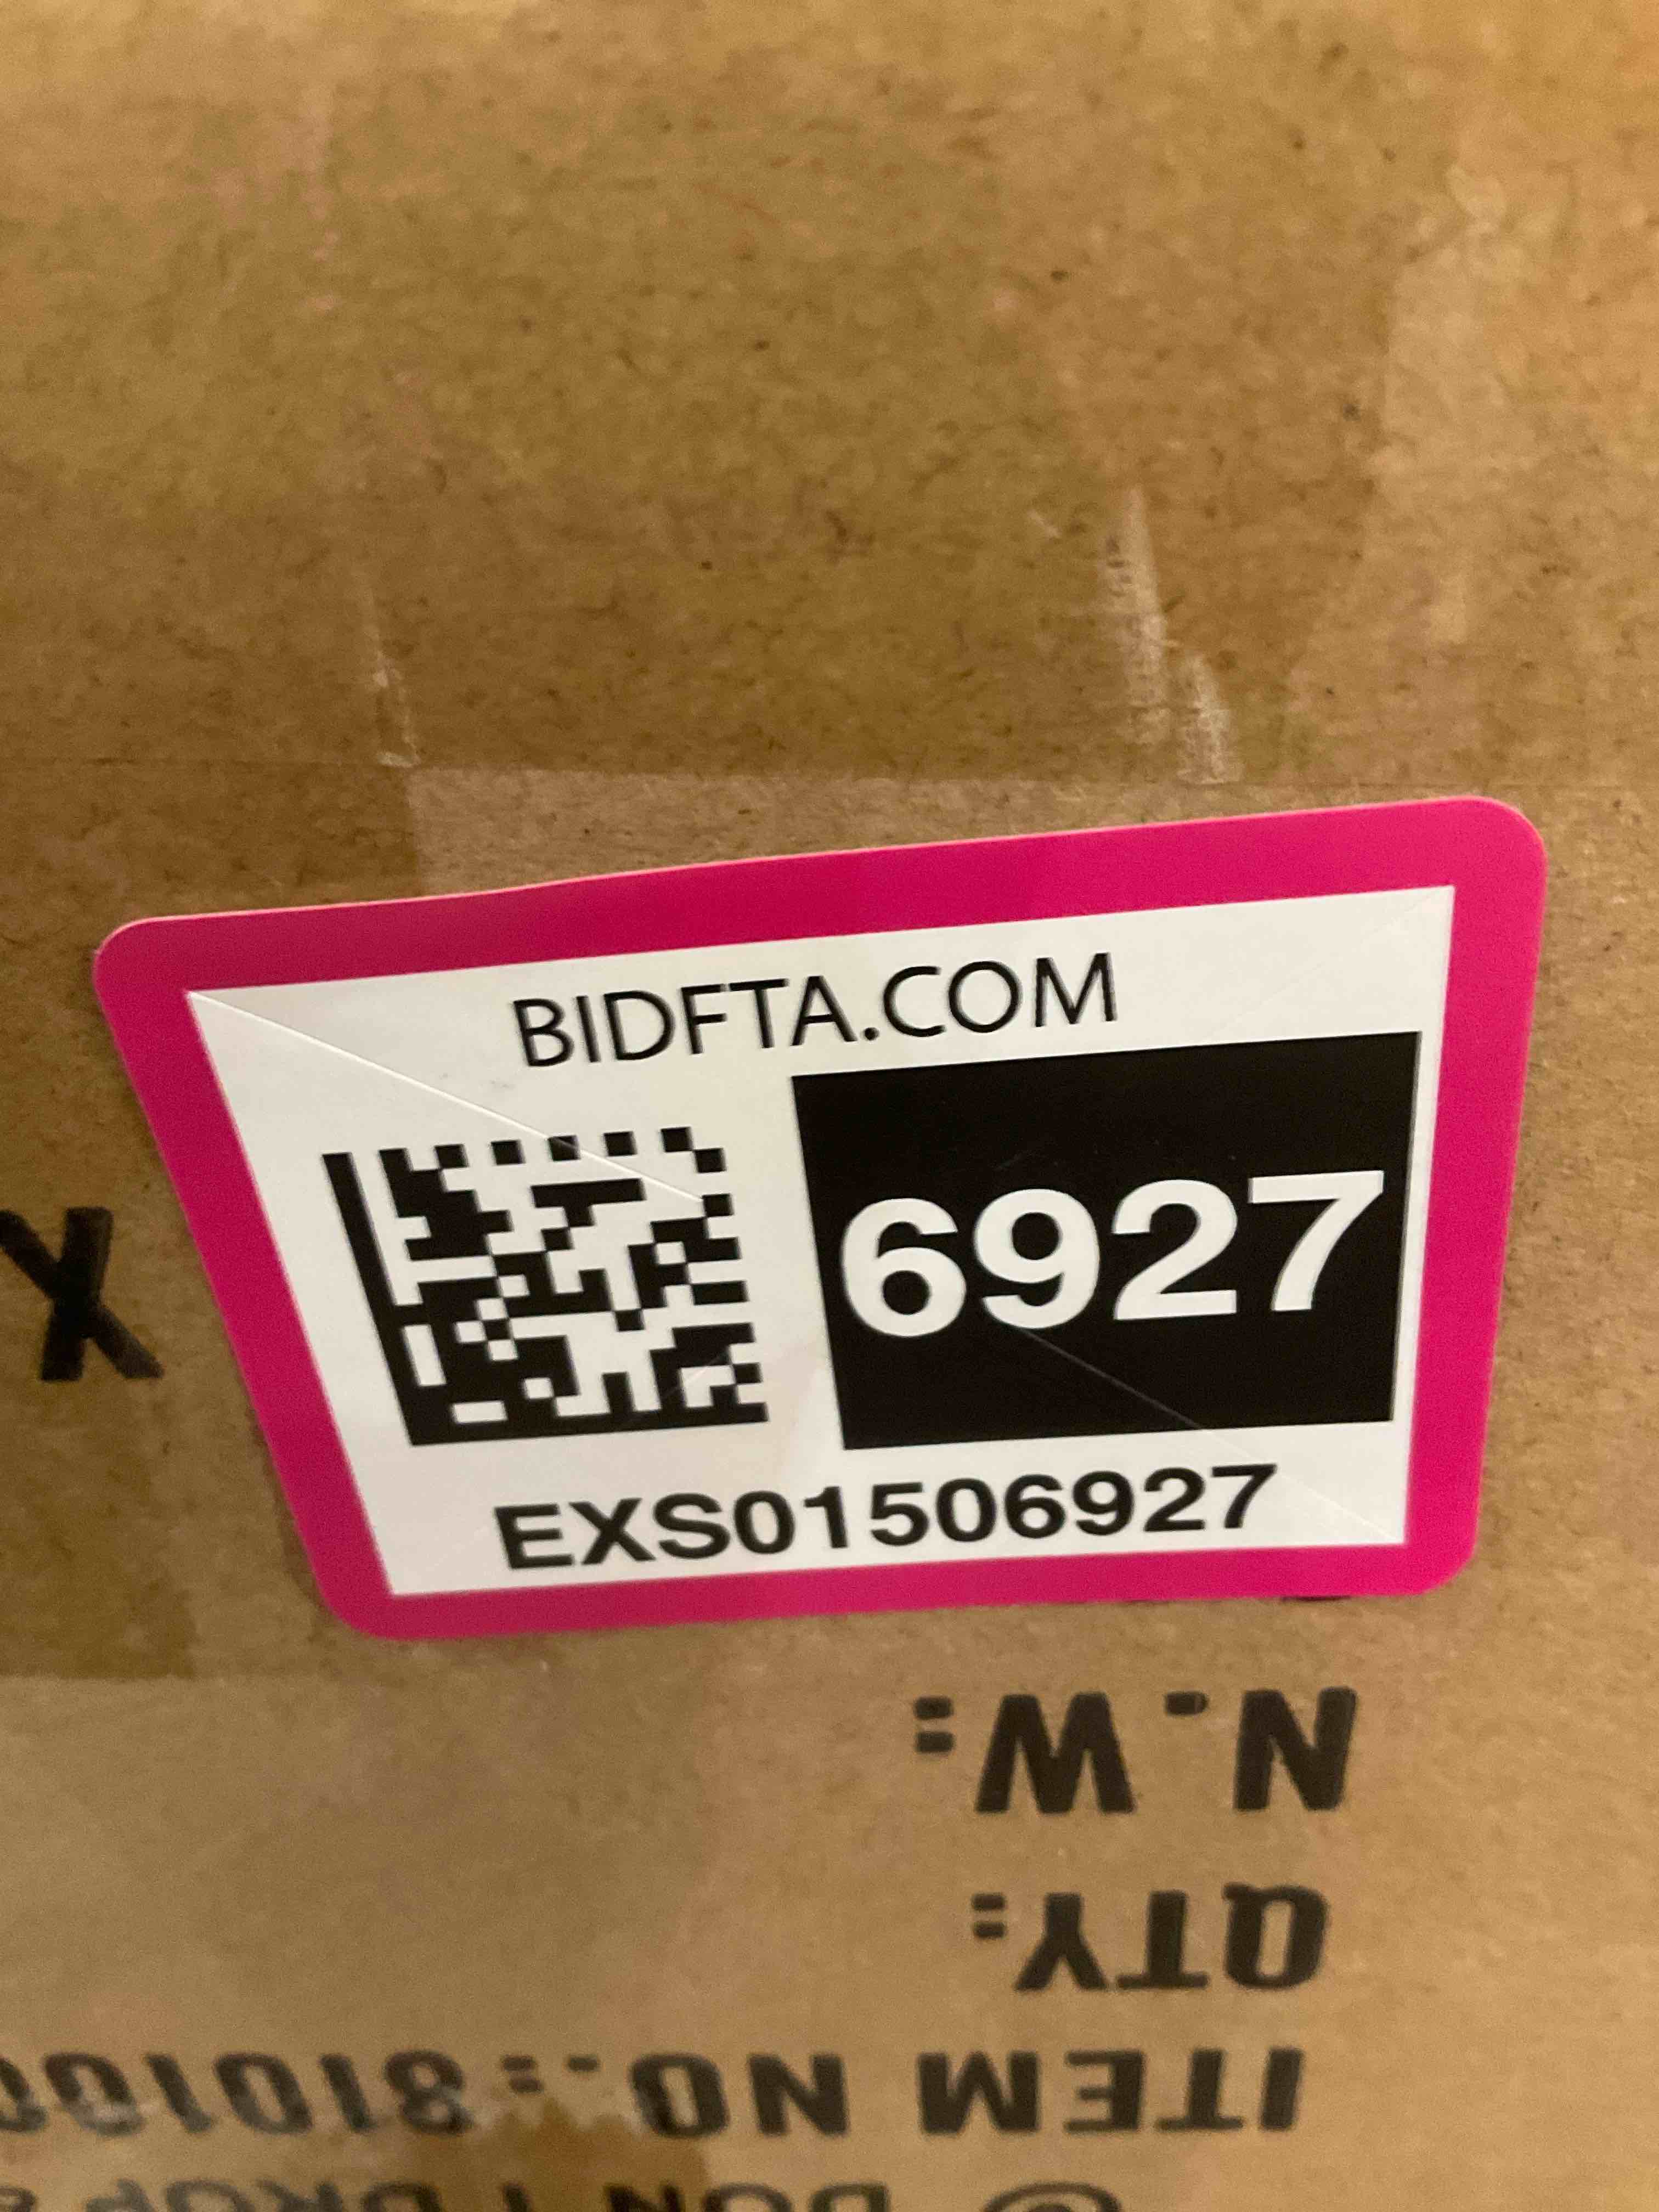 BIDFTA.COM
6927
EXS01506927
X
N.W:
QTY:
ITEM NO.: